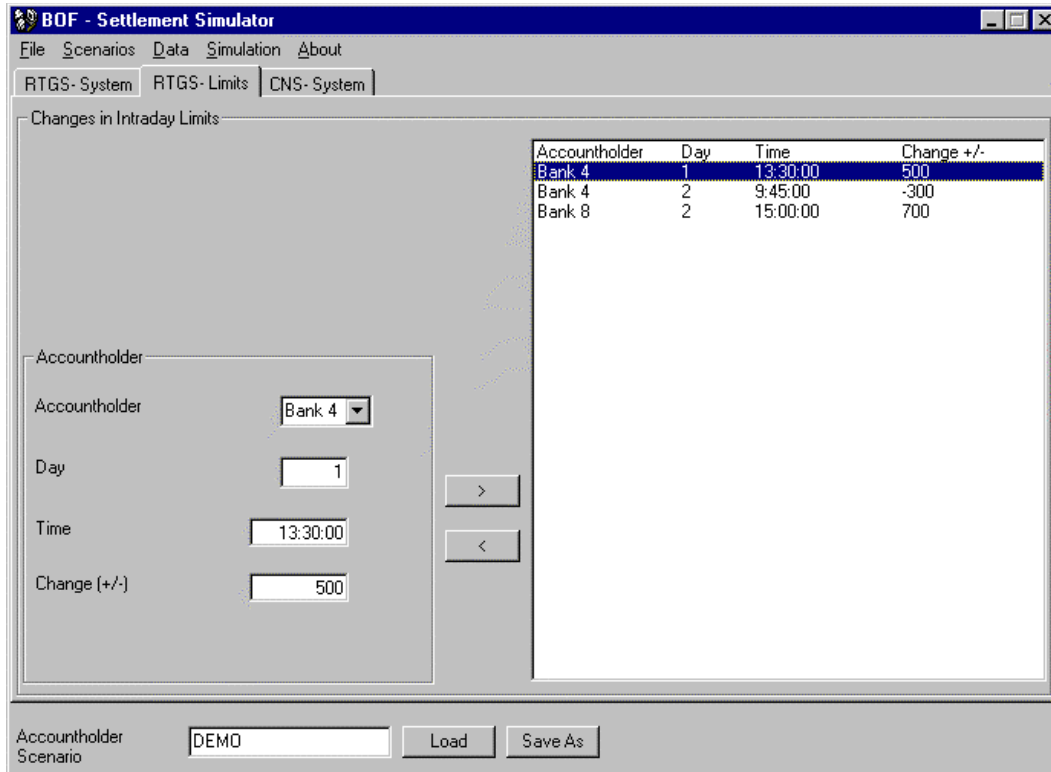 BOF - Settlement Simulator
File Scenarios Data Simulation About
RTGS- System RTGS- Limits CNS- System
Changes in Intraday Limits
Accountholder Day Time Change +/-
Bank 4 1 13:30:00 500
Bank 4 2 9:45:00 -300
Bank 8 2 15:00:00 700
Accountholder
Accountholder Bank 4
Day 1
Time 13:30:00
Change (+/-) 500
>
<
Accountholder Scenario DEMO Load Save As